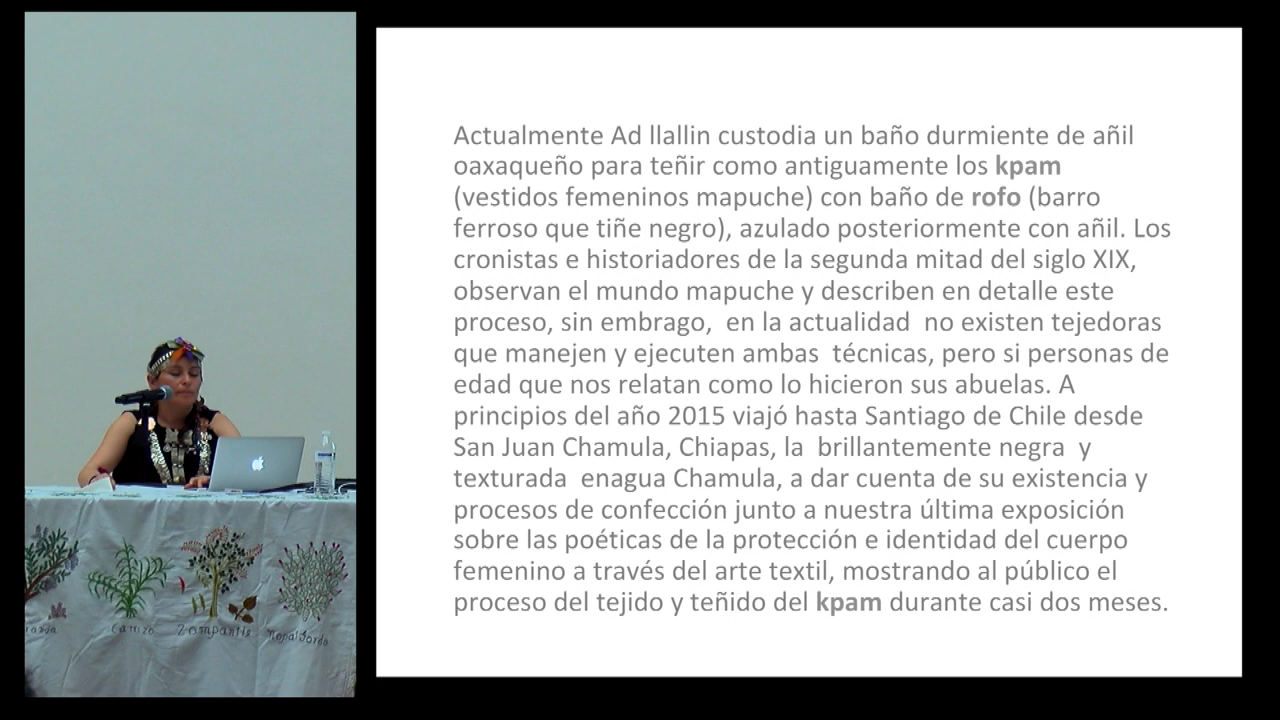 Actualmente Ad llallin custodia un baño durmiente de añil
oaxaqueño para teñir como antiguamente los kpam
(vestidos femeninos mapuche) con baño de rofo (barro
ferroso que tiñe negro), azulado posteriormente con añil. Los
cronistas e historiadores de la segunda mitad del siglo XIX,
observan el mundo mapuche y describen en detalle este
proceso, sin embrago,  en la actualidad  no existen tejedoras
que manejen y ejecuten ambas  técnicas, pero si personas de
edad que nos relatan como lo hicieron sus abuelas. A
principios del año 2015 viajó hasta Santiago de Chile desde
San Juan Chamula, Chiapas, la  brillantemente negra  y
texturada  enagua Chamula, a dar cuenta de su existencia y
procesos de confección junto a nuestra última exposición
sobre las poéticas de la protección e identidad del cuerpo
femenino a través del arte textil, mostrando al público el
proceso del tejido y teñido del kpam durante casi dos meses.
Carrizo Zompantle Nopal Gordo